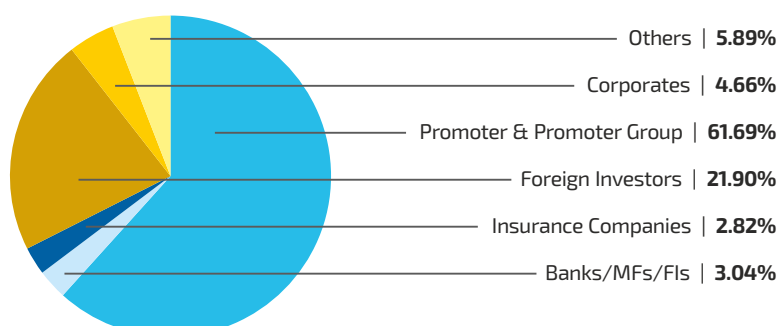 Others | 5.89%
Corporates | 4.66%
Promoter & Promoter Group | 61.69%
Foreign Investors | 21.90%
Insurance Companies | 2.82%
Banks/MFs/FIs | 3.04%